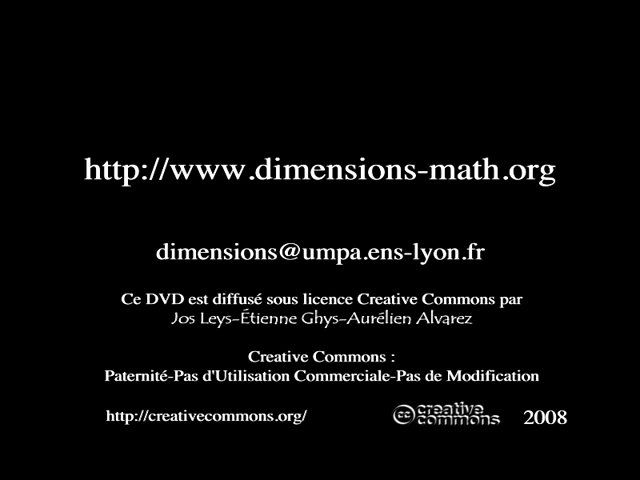 http://www.dimensions-math.org
dimensions@umpa.ens-lyon.fr
Ce DVD est diffusé sous licence Creative Commons par
Jos Leys-Étienne Ghys-Aurélien Alvarez
Creative Commons :
Paternité-Pas d'Utilisation Commerciale-Pas de Modification
http://creativecommons.org/ cc creative commons 2008